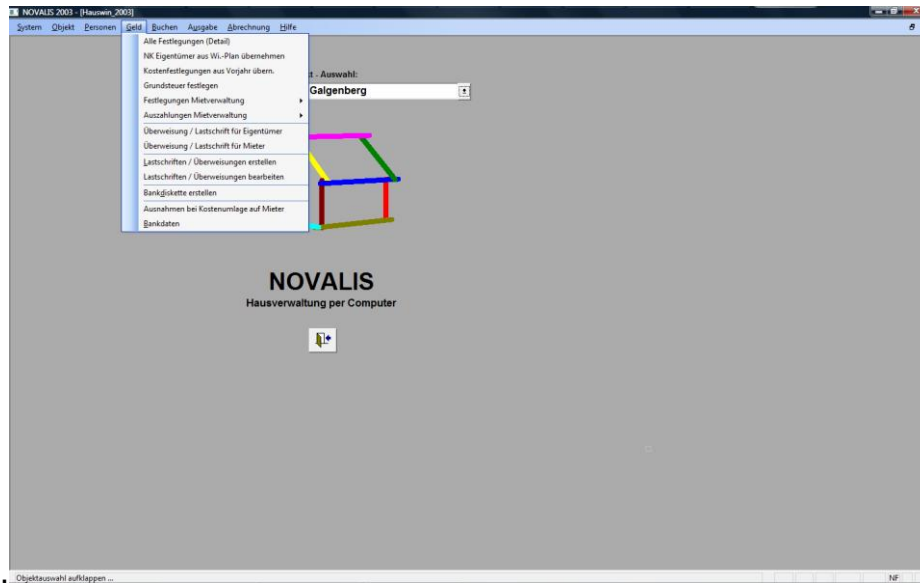 NOVALIS 2003 - [Hauswin_2003]
System Objekt Personen Geld Buchen Ausgabe Abrechnung Hilfe
Alle Festlegungen (Detail)
NK Eigentümer aus Wi.-Plan übernehmen
Kostenfestlegungen aus Vorjahr übern.
Grundsteuer festlegen
Festlegungen Mietverwaltung
Auszahlungen Mietverwaltung
Überweisung / Lastschrift für Eigentümer
Überweisung / Lastschrift für Mieter
Lastschriften / Überweisungen erstellen
Lastschriften / Überweisungen bearbeiten
Bankdiskette erstellen
Ausnahmen bei Kostenumlage auf Mieter
Bankdaten
t - Auswahl:
Galgenberg
NOVALIS
Hausverwaltung per Computer
Objektauswahl aufklappen ...
NF